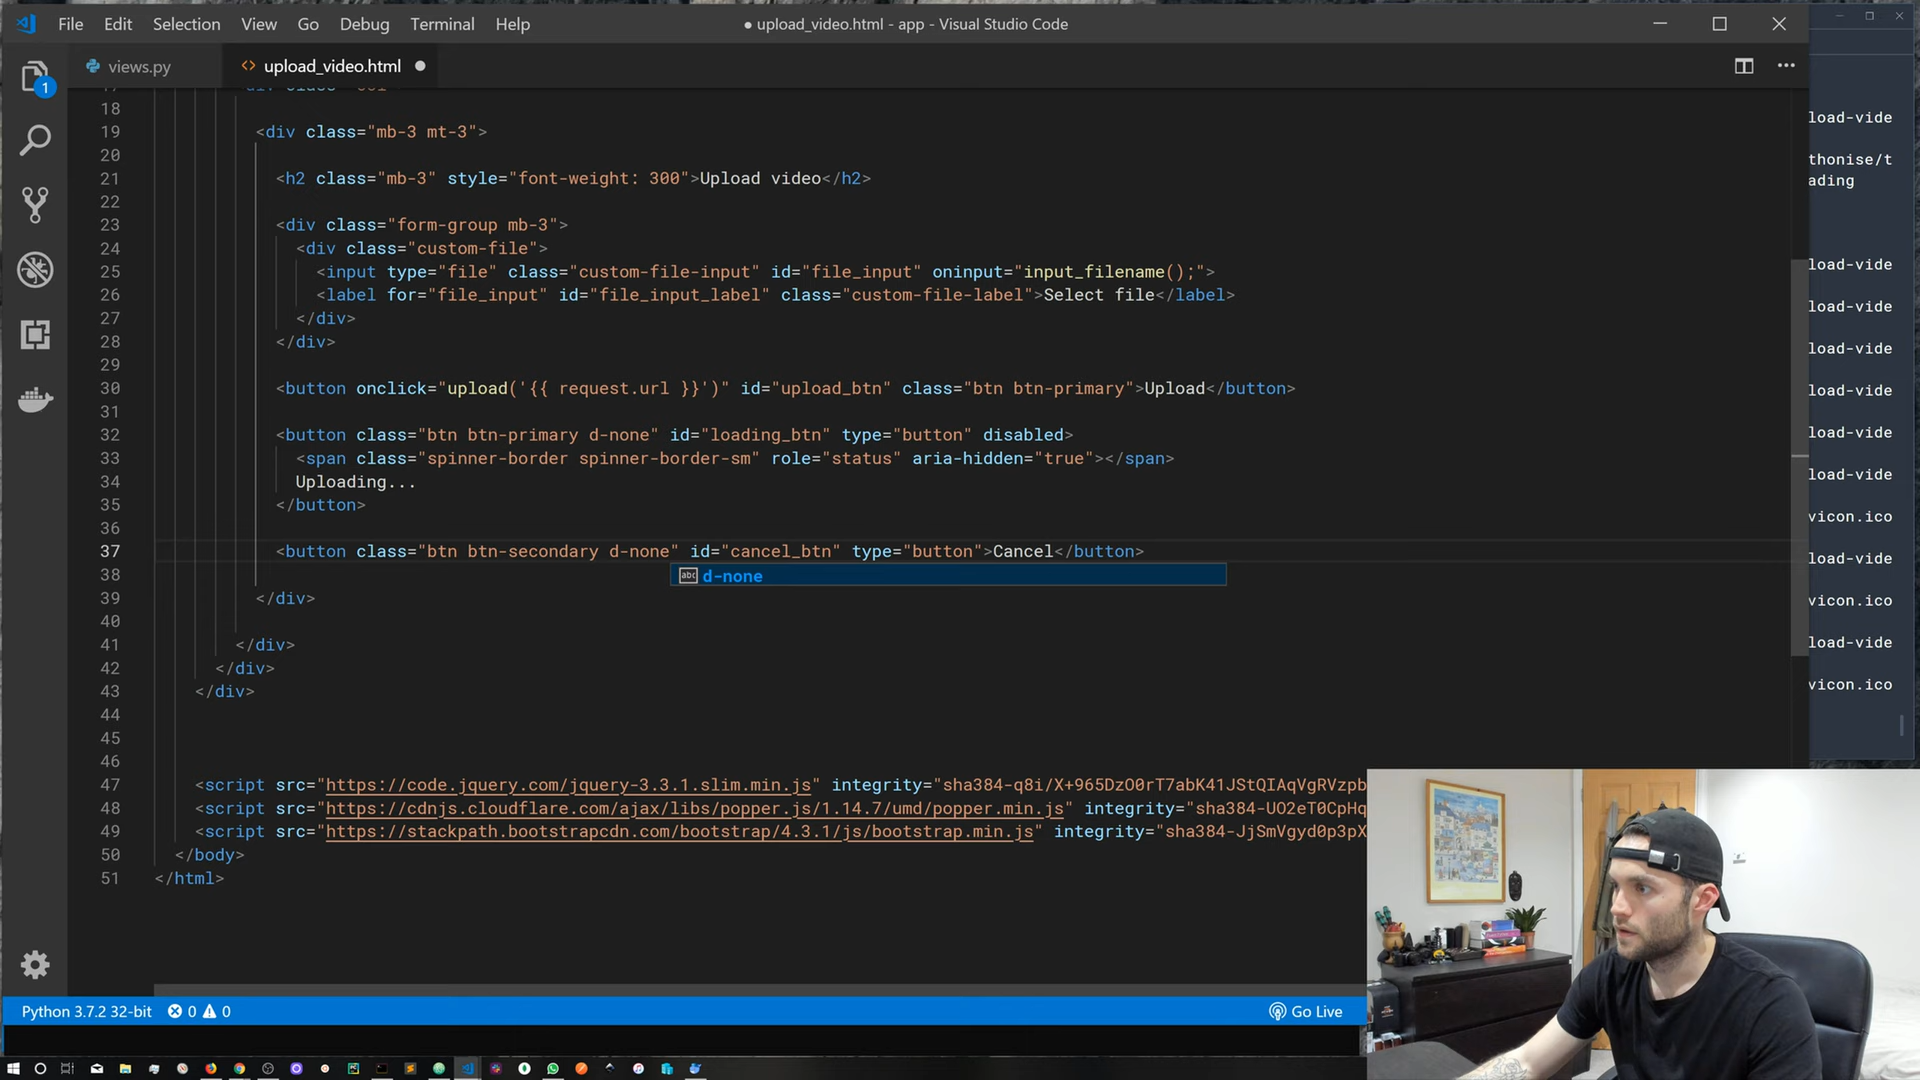 File Edit Selection View Go Debug Terminal Help
● upload_video.html - app - Visual Studio Code
views.py
<> upload_video.html ●
1
18
19 <div class="mb-3 mt-3">
20
21 <h2 class="mb-3" style="font-weight: 300">Upload video</h2>
22
23 <div class="form-group mb-3">
24 <div class="custom-file">
25 <input type="file" class="custom-file-input" id="file_input" oninput="input_filename();">
26 <label for="file_input" id="file_input_label" class="custom-file-label">Select file</label>
27 </div>
28 </div>
29
30 <button onclick="upload('{{ request.url }}')" id="upload_btn" class="btn btn-primary">Upload</button>
31
32 <button class="btn btn-primary d-none" id="loading_btn" type="button" disabled>
33 <span class="spinner-border spinner-border-sm" role="status" aria-hidden="true"></span>
34 Uploading...
35 </button>
36
37 <button class="btn btn-secondary d-none" id="cancel_btn" type="button">Cancel</button>
abc d-none
38
39 </div>
40
41 </div>
42 </div>
43 </div>
44
45
46
47 <script src="https://code.jquery.com/jquery-3.3.1.slim.min.js" integrity="sha384-q8i/X+965DzO0rT7abK41JStQIAqVgRVzpb
48 <script src="https://cdnjs.cloudflare.com/ajax/libs/popper.js/1.14.7/umd/popper.min.js" integrity="sha384-UO2eT0CpHq
49 <script src="https://stackpath.bootstrapcdn.com/bootstrap/4.3.1/js/bootstrap.min.js" integrity="sha384-JjSmVgyd0p3pX
50 </body>
51 </html>
load-vide
thonise/t
ading
load-vide
load-vide
load-vide
load-vide
load-vide
load-vide
vicon.ico
load-vide
vicon.ico
load-vide
vicon.ico
Python 3.7.2 32-bit 0 0
Go Live